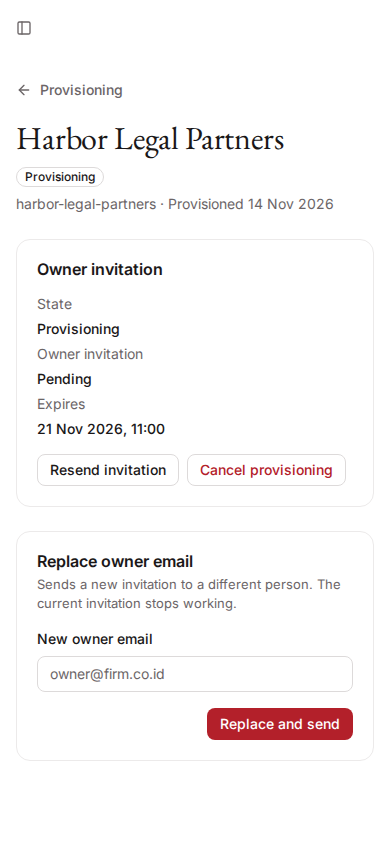 Provisioning
Harbor Legal Partners
Provisioning
harbor-legal-partners · Provisioned 14 Nov 2026
Owner invitation
State
Provisioning
Owner invitation
Pending
Expires
21 Nov 2026, 11:00
Resend invitation
Cancel provisioning
Replace owner email
Sends a new invitation to a different person. The
current invitation stops working.
New owner email
owner@firm.co.id
Replace and send